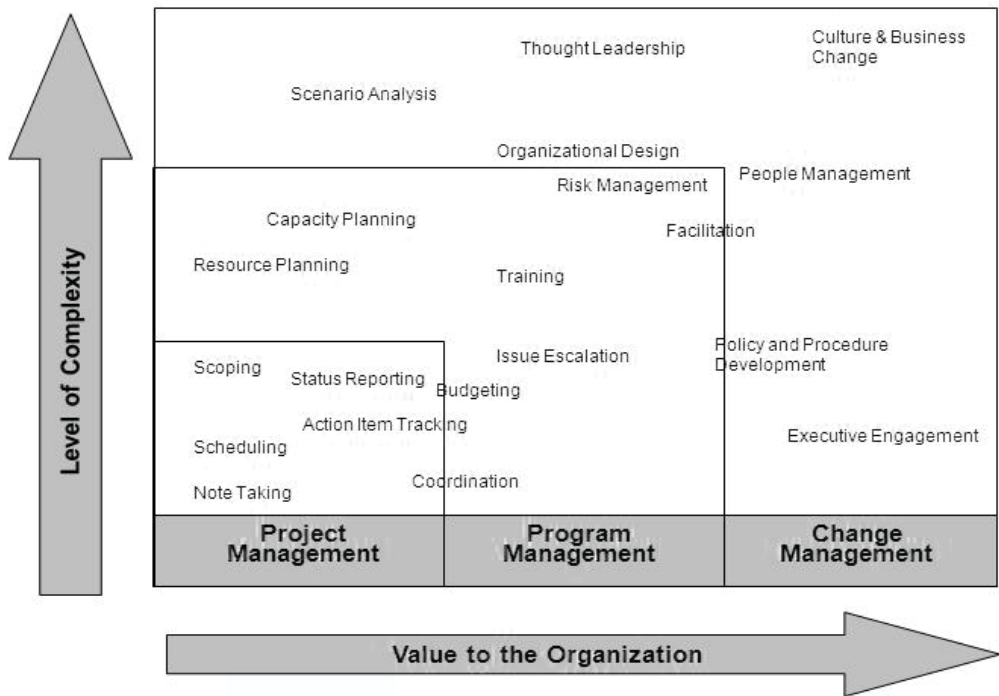 Thought Leadership
Culture & Business
Change
Scenario Analysis
Organizational Design
People Management
Risk Management
Capacity Planning
Facilitation
Resource Planning
Training
Policy and Procedure
Development
Issue Escalation
Scoping
Status Reporting
Budgeting
Action Item Tracking
Executive Engagement
Scheduling
Coordination
Note Taking
Level of Complexity
Project
Management
Program
Management
Change
Management
Value to the Organization